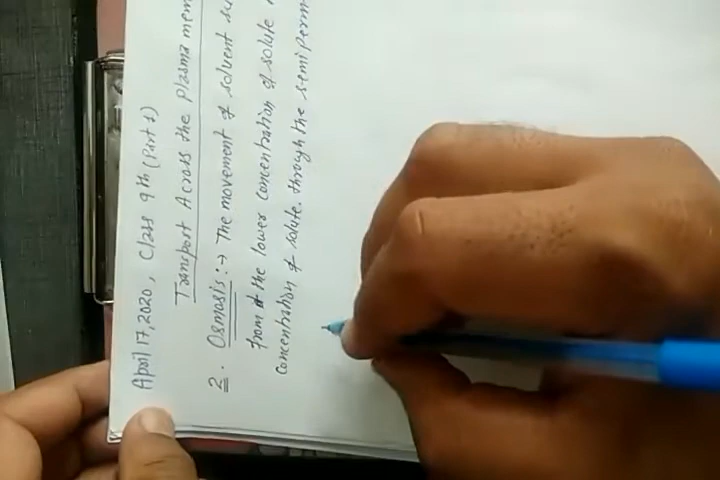 April 17, 2020, Class 9th (Part 1)
Transport Across the Plasma mem
2. Osmosis :→ The movement of solvent
from the lower concentration of solute
concentration of solute. through the semi perm